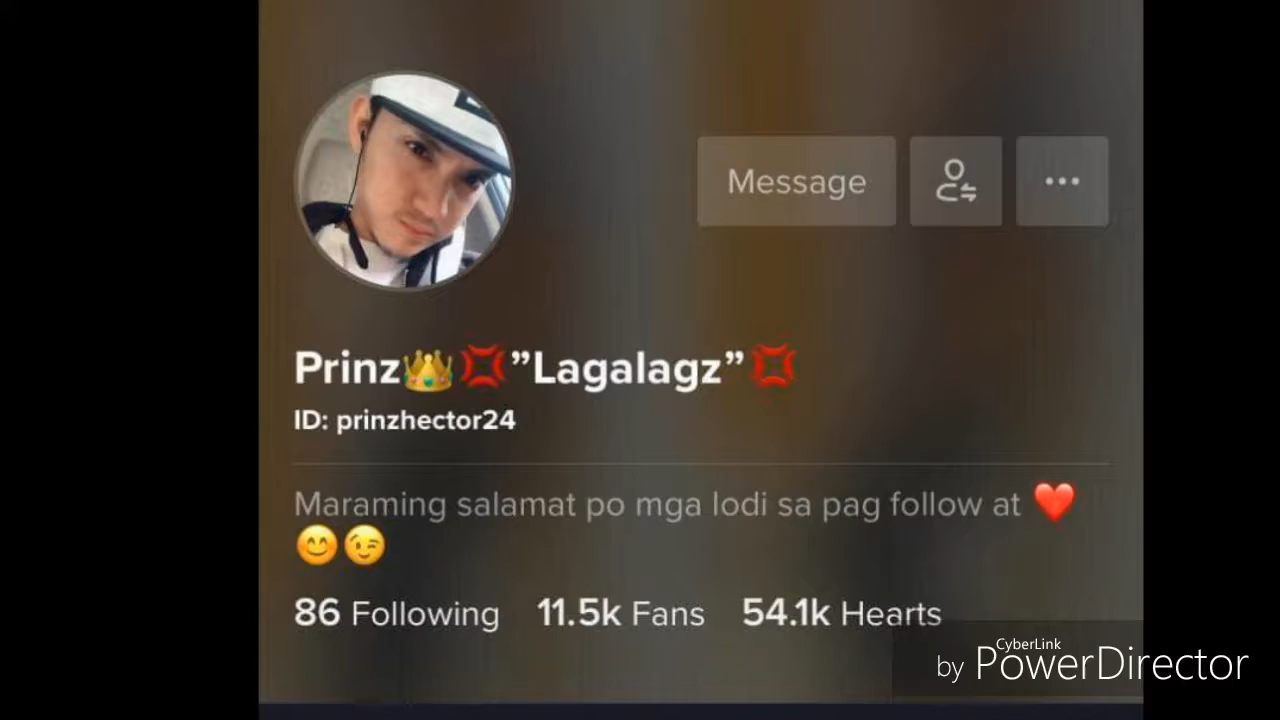 Message
Prinz👑💢”Lagalagz”💢
ID: prinzhector24
Maraming salamat po mga lodi sa pag follow at ❤️
😊😉
86 Following 11.5k Fans 54.1k Hearts
CyberLink
by PowerDirector